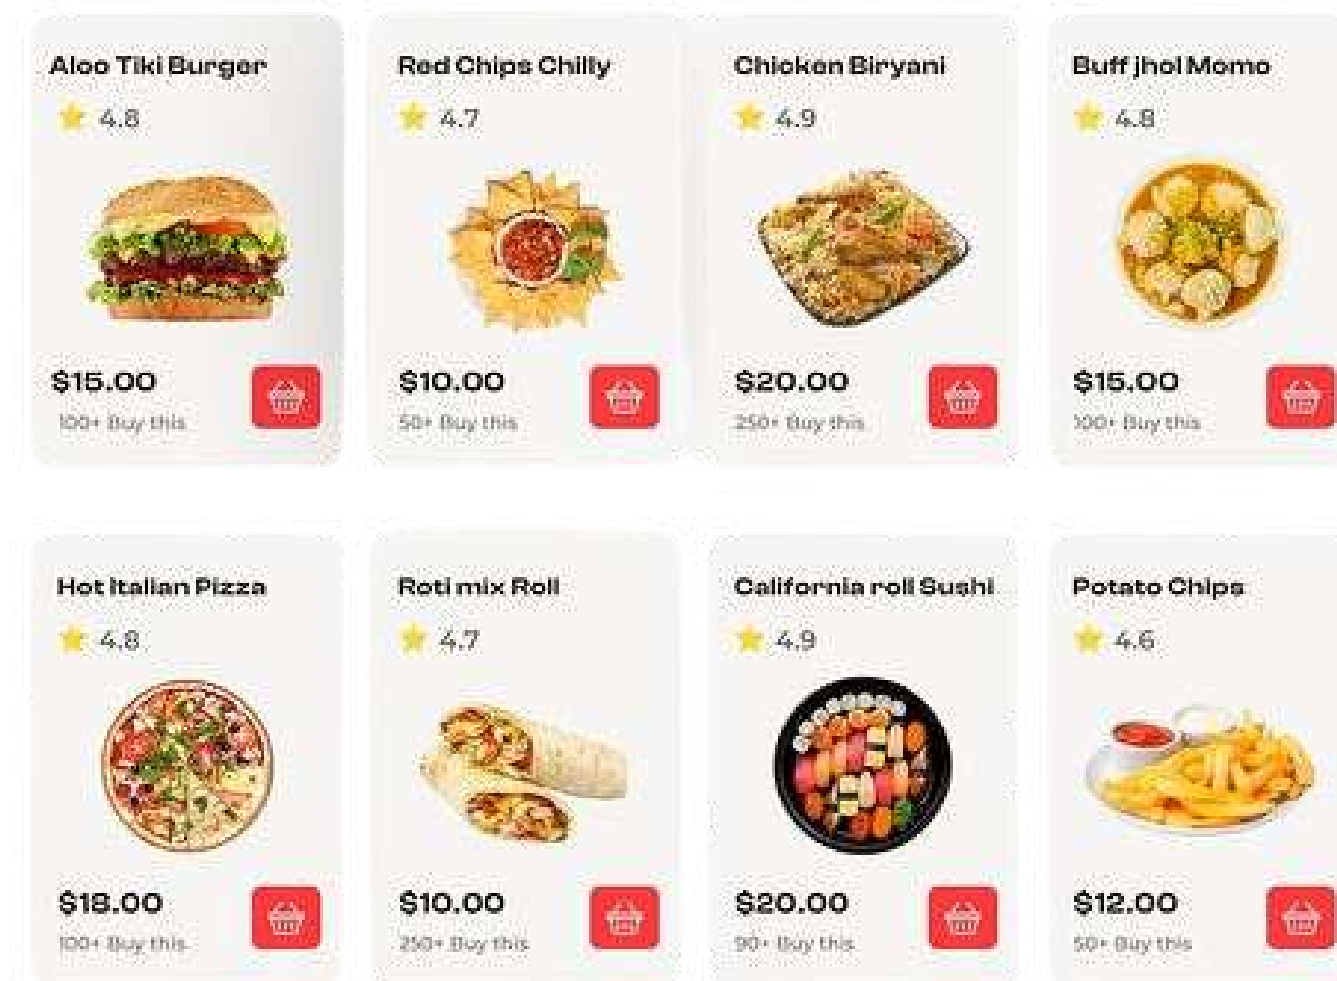 Aloo Tiki Burger
4.8
$15.00
100+ Buy this
Red Chips Chilly
4.7
$10.00
50+ Buy this
Chicken Biryani
4.9
$20.00
250+ Buy this
Buff jhol Momo
4.8
$15.00
100+ Buy this
Hot Italian Pizza
4.8
$18.00
100+ Buy this
Roti mix Roll
4.7
$10.00
250+ Buy this
California roll Sushi
4.9
$20.00
90+ Buy this
Potato Chips
4.6
$12.00
50+ Buy this